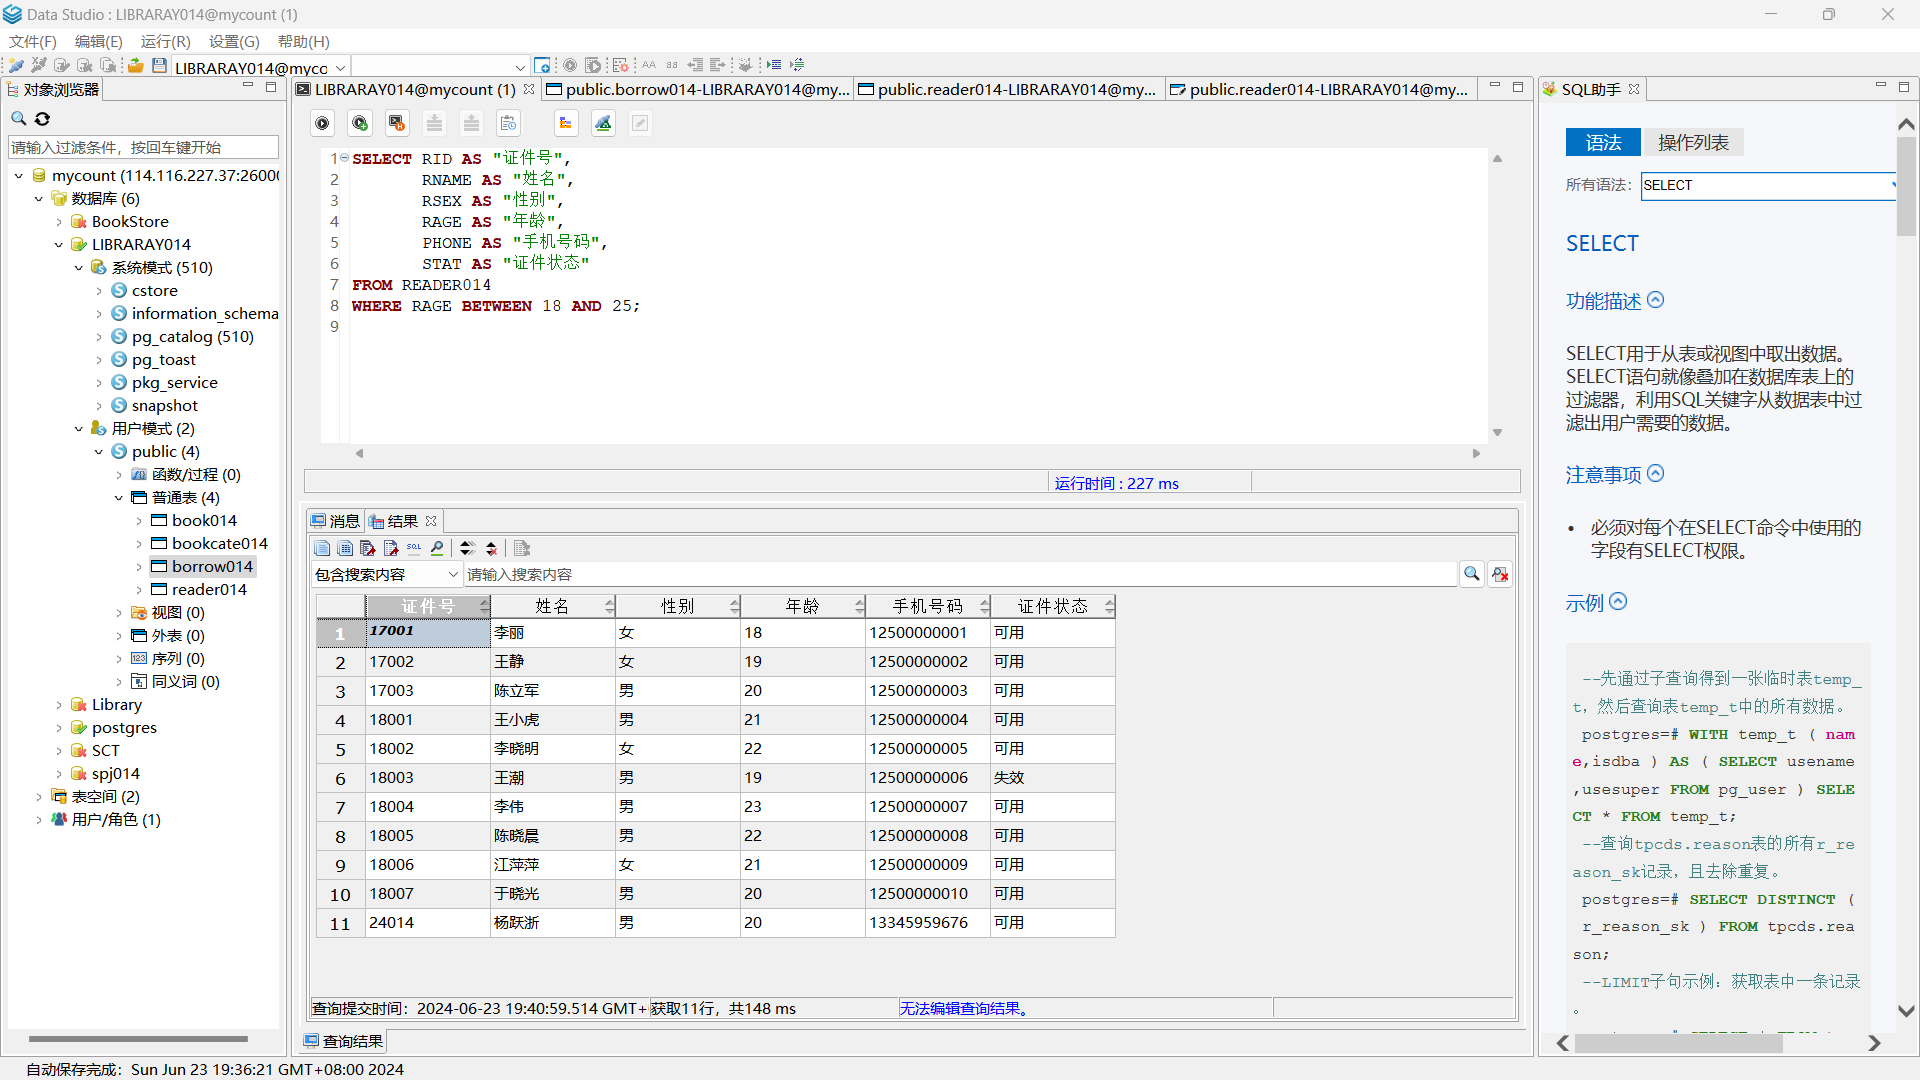 Data Studio : LIBRARAY014@mycount (1)
文件(F) 编辑(E) 运行(R) 设置(G) 帮助(H)
LIBRARAY014@myco
对象浏览器
请输入过滤条件，按回车键开始
mycount (114.116.227.37:2600
数据库 (6)
BookStore
LIBRARAY014
系统模式 (510)
cstore
information_schema
pg_catalog (510)
pg_toast
pkg_service
snapshot
用户模式 (2)
public (4)
函数/过程 (0)
普通表 (4)
book014
bookcate014
borrow014
reader014
视图 (0)
外表 (0)
序列 (0)
同义词 (0)
Library
postgres
SCT
spj014
表空间 (2)
用户/角色 (1)
LIBRARAY014@mycount (1) public.borrow014-LIBRARAY014@my... public.reader014-LIBRARAY014@my... public.reader014-LIBRARAY014@my...
1 SELECT RID AS "证件号",
2 RNAME AS "姓名",
3 RSEX AS "性别",
4 RAGE AS "年龄",
5 PHONE AS "手机号码",
6 STAT AS "证件状态"
7 FROM READER014
8 WHERE RAGE BETWEEN 18 AND 25;
9
运行时间 : 227 ms
消息 结果
SQL
包含搜索内容 请输入搜索内容
证件号 姓名 性别 年龄 手机号码 证件状态
1 17001 李丽 女 18 12500000001 可用
2 17002 王静 女 19 12500000002 可用
3 17003 陈立军 男 20 12500000003 可用
4 18001 王小虎 男 21 12500000004 可用
5 18002 李晓明 女 22 12500000005 可用
6 18003 王潮 男 19 12500000006 失效
7 18004 李伟 男 23 12500000007 可用
8 18005 陈晓晨 男 22 12500000008 可用
9 18006 江萍萍 女 21 12500000009 可用
10 18007 于晓光 男 20 12500000010 可用
11 24014 杨跃浙 男 20 13345959676 可用
查询提交时间：2024-06-23 19:40:59.514 GMT+ 获取11行，共148 ms 无法编辑查询结果。
查询结果
SQL助手
语法 操作列表
所有语法: SELECT
SELECT
功能描述
SELECT用于从表或视图中取出数据。
SELECT语句就像叠加在数据库表上的
过滤器，利用SQL关键字从数据表中过
滤出用户需要的数据。
注意事项
• 必须对每个在SELECT命令中使用的
字段有SELECT权限。
示例
--先通过子查询得到一张临时表temp_
t，然后查询表temp_t中的所有数据。
postgres=# WITH temp_t ( nam
e,isdba ) AS ( SELECT usename
,usesuper FROM pg_user ) SELE
CT * FROM temp_t;
--查询tpcds.reason表的所有r_re
ason_sk记录，且去除重复。
postgres=# SELECT DISTINCT (
r_reason_sk ) FROM tpcds.rea
son;
--LIMIT子句示例：获取表中一条记录
。
自动保存完成：Sun Jun 23 19:36:21 GMT+08:00 2024